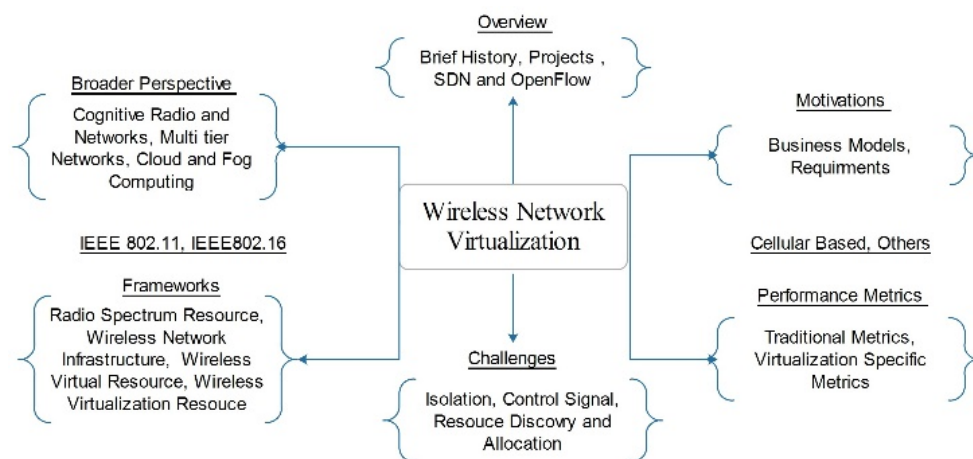 Overview
Brief History, Projects ,
SDN and OpenFlow
Broader Perspective
Cognitive Radio and
Networks, Multi tier
Networks, Cloud and Fog
Computing
Motivations
Business Models,
Requirments
Wireless Network
Virtualization
IEEE 802.11, IEEE802.16
Cellular Based, Others
Frameworks
Radio Spectrum Resource,
Wireless Network
Infrastructure, Wireless
Virtual Resource, Wireless
Virtualization Resouce
Performance Metrics
Traditional Metrics,
Virtualization Specific
Metrics
Challenges
Isolation, Control Signal,
Resouce Discovry and
Allocation